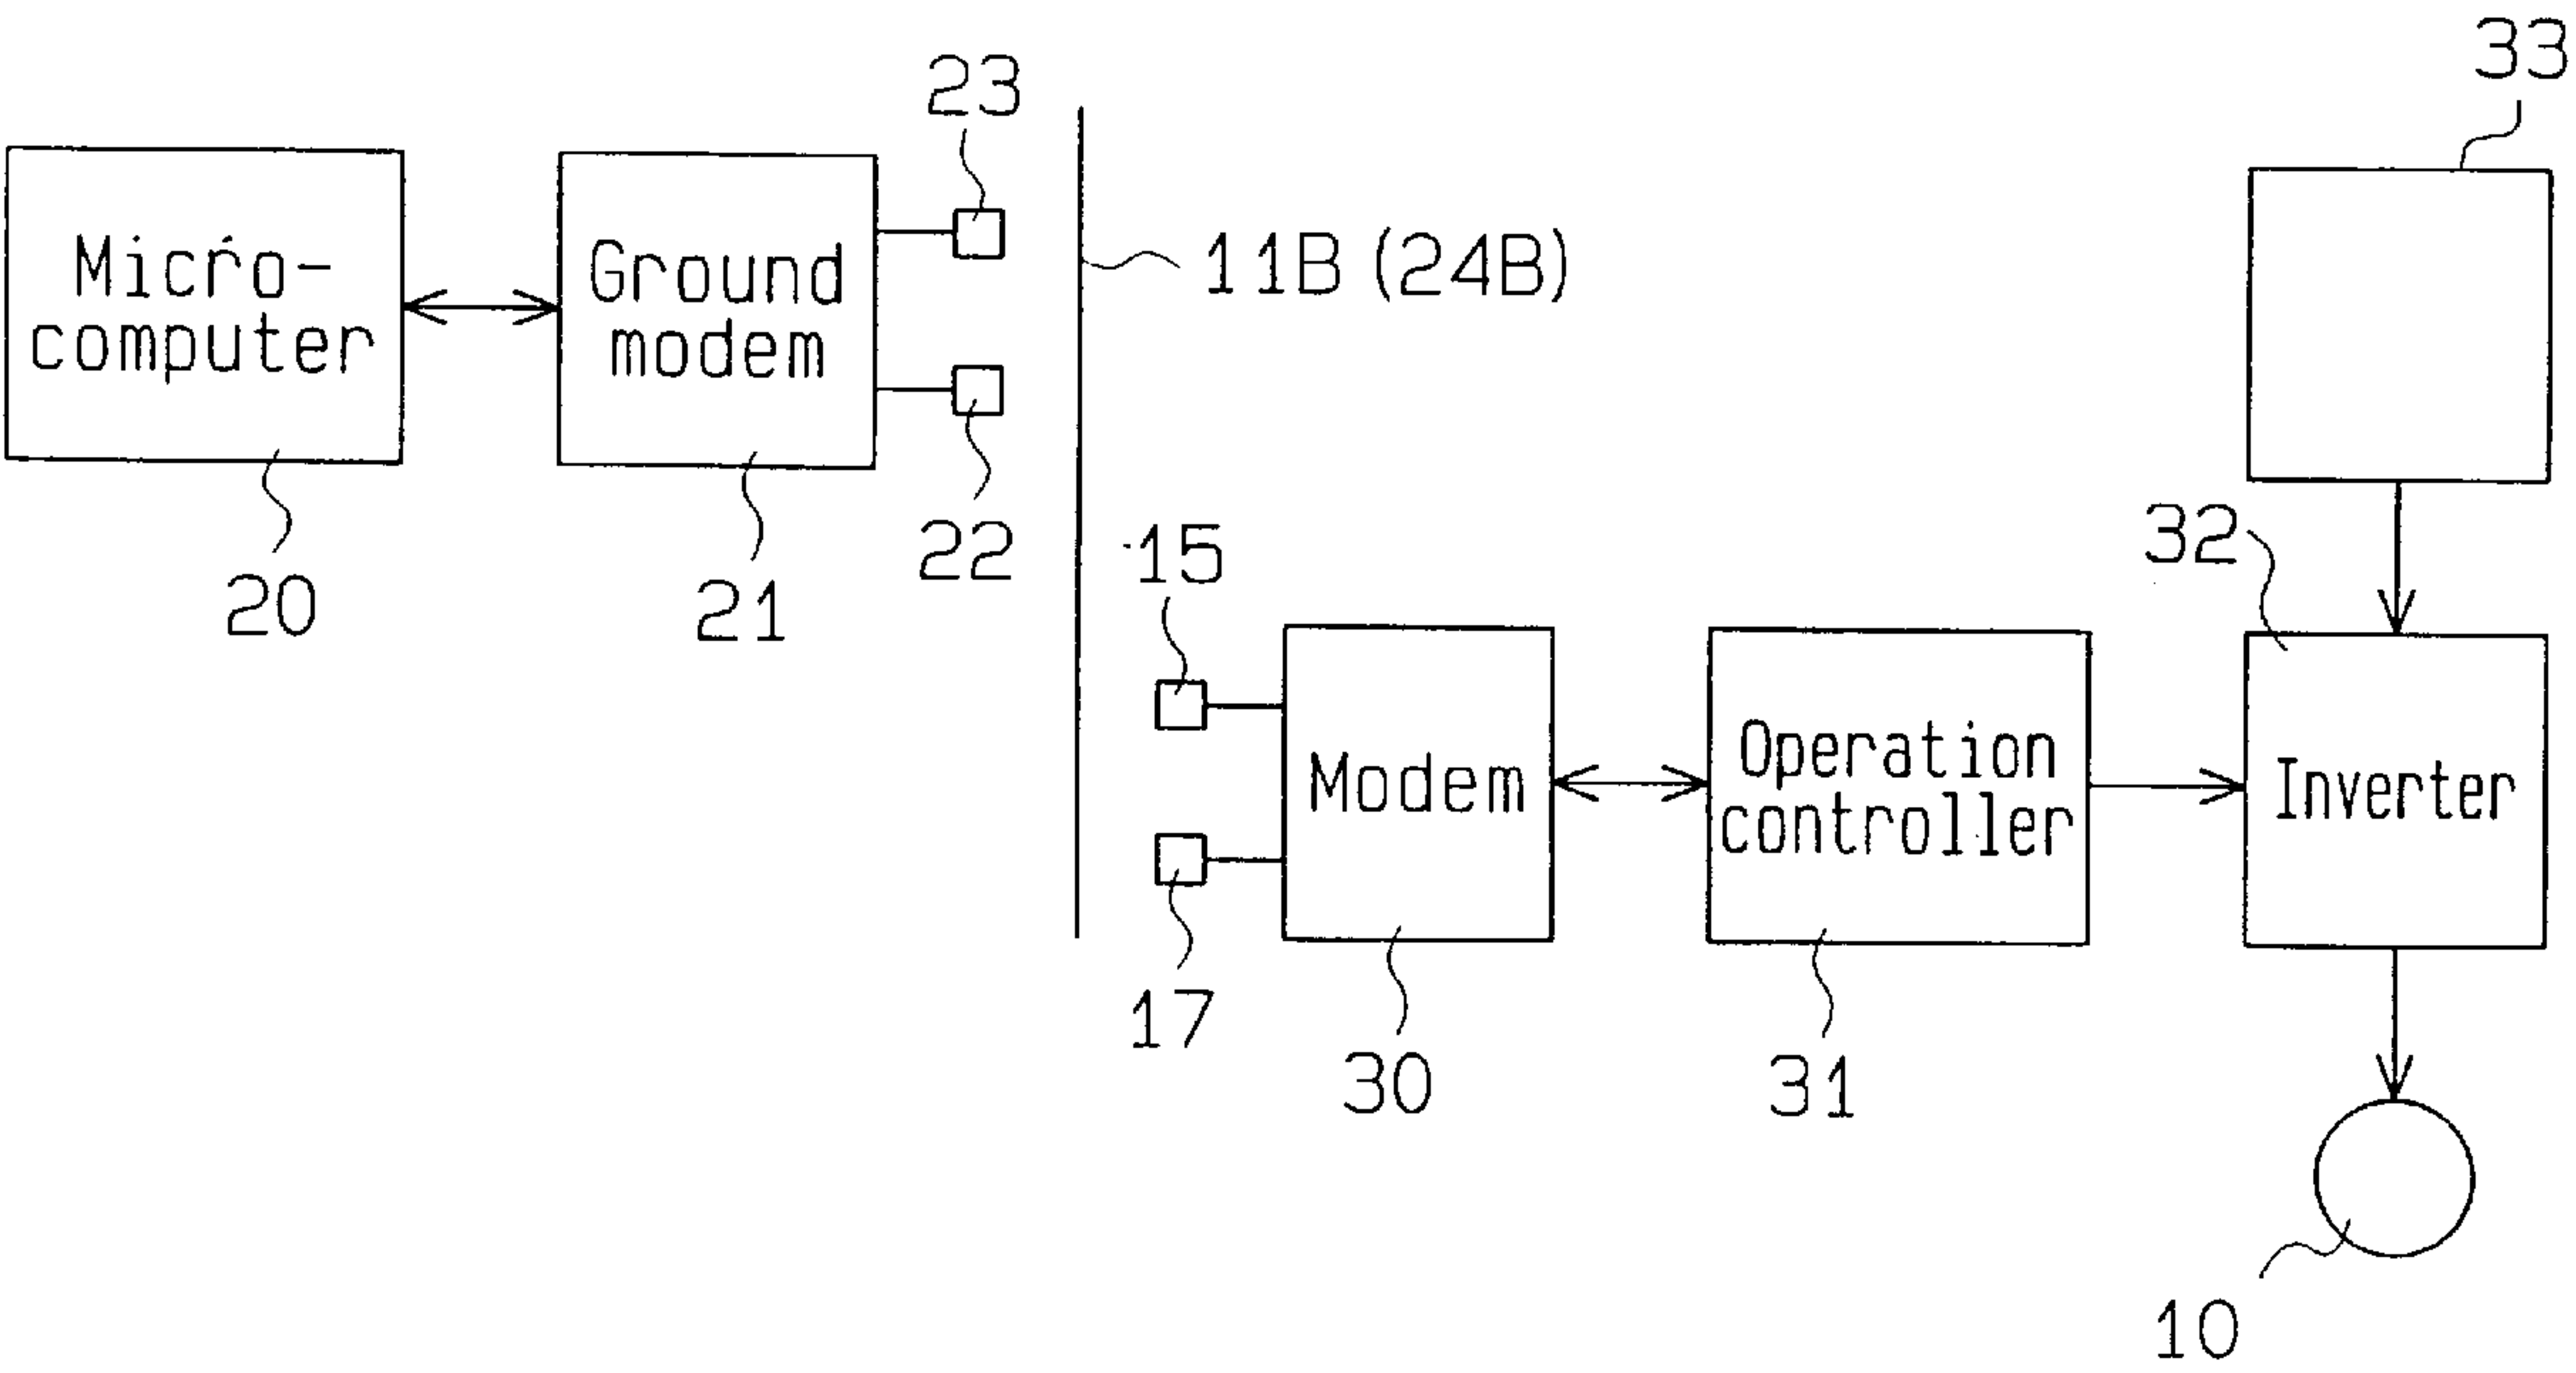 33
23
Micro-
computer
Ground
modem
11B (24B)
20
21
22
15
32
Modem
Operation
controller
Inverter
17
30
31
10